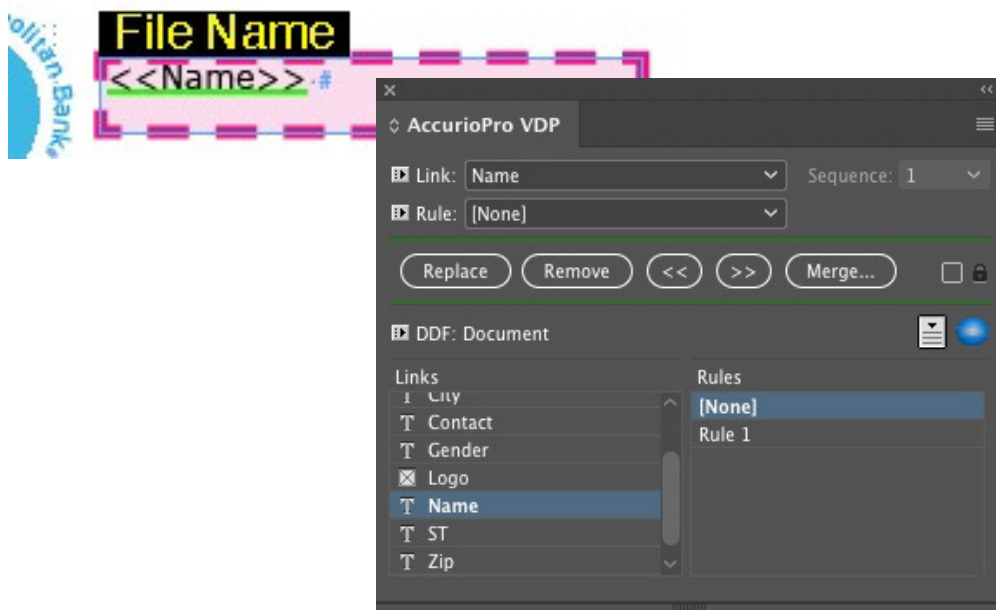 olitan Bank
File Name
<<Name>> #
AccurioPro VDP
Link: Name Sequence: 1
Rule: [None]
Replace Remove << >> Merge...
DDF: Document
Links Rules
City [None]
Contact Rule 1
Gender
Logo
Name
ST
Zip